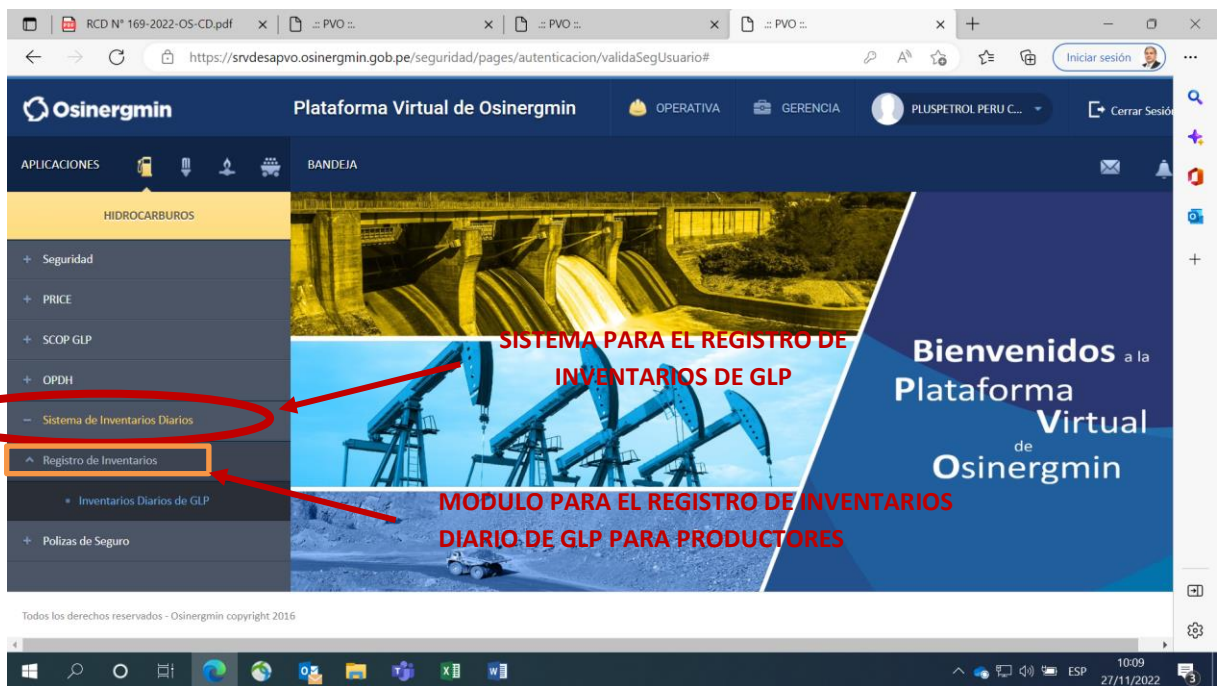 RCD N° 169-2022-OS-CD.pdf
.:: PVO ::.
.:: PVO ::.
.:: PVO ::.
https://srvdesapvo.osinergmin.gob.pe/seguridad/pages/autenticacion/validaSegUsuario#
Iniciar sesión
Osinergmin
Plataforma Virtual de Osinergmin
OPERATIVA
GERENCIA
PLUSPETROL PERU C...
Cerrar Sesió
APLICACIONES
BANDEJA
HIDROCARBUROS
+ Seguridad
+ PRICE
+ SCOP GLP
+ OPDH
− Sistema de Inventarios Diarios
Registro de Inventarios
Inventarios Diarios de GLP
+ Polizas de Seguro
SISTEMA PARA EL REGISTRO DE
INVENTARIOS DE GLP
MODULO PARA EL REGISTRO DE INVENTARIOS
DIARIO DE GLP PARA PRODUCTORES
Bienvenidos a la
Plataforma
Virtual
de
Osinergmin
Todos los derechos reservados - Osinergmin copyright 2016
ESP
10:09
27/11/2022
3